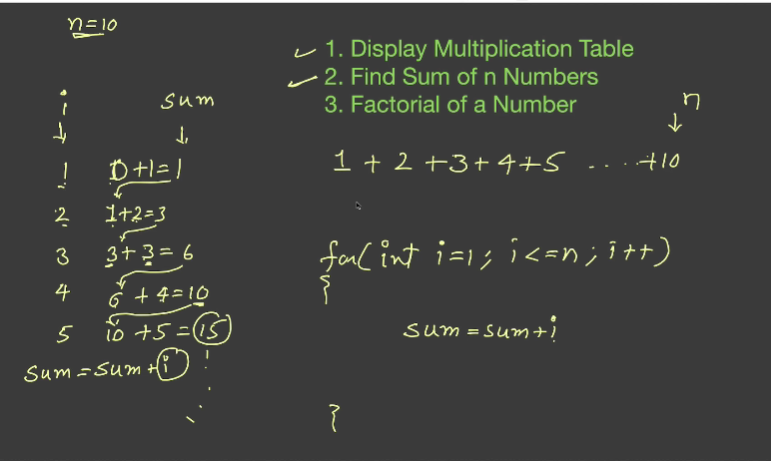 n=10
✓ 1. Display Multiplication Table
✓ 2. Find Sum of n Numbers
3. Factorial of a Number
i sum
↓ ↓
1 0+1=1
2 1+2=3
3 3+3=6
4 6+4=10
5 10+5=15
sum=sum+i
n
↓
1+2+3+4+5 ....+10
for(int i=1; i<=n; i++)
{
sum=sum+i
}